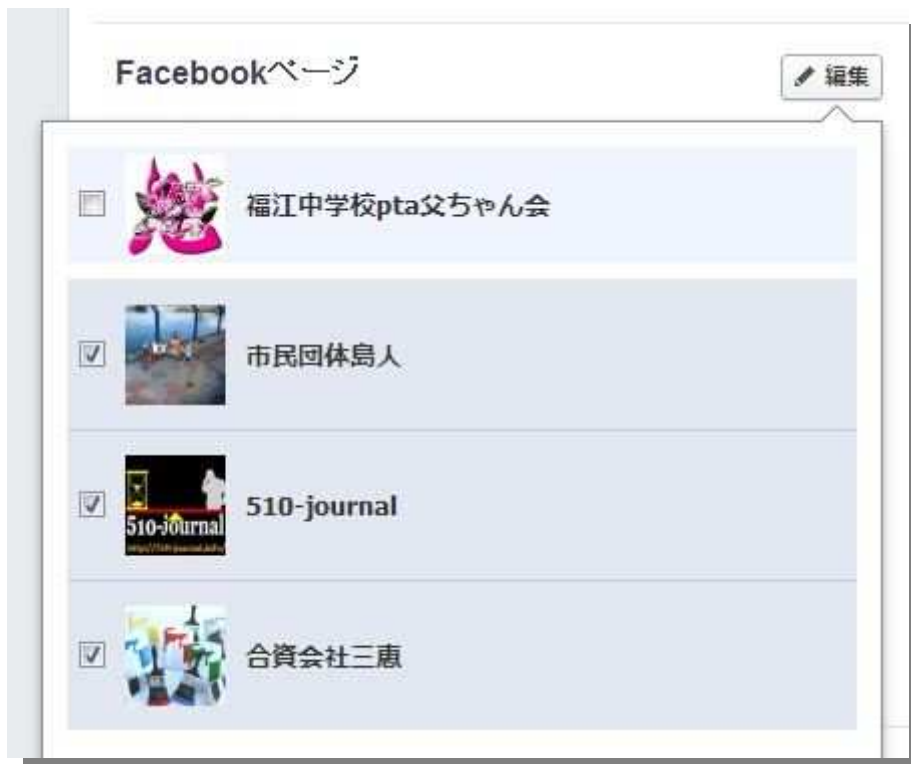 Facebookページ
編集
福江中学校pta父ちゃん会
市民団体島人
510-journal
510-journal
合資会社三恵